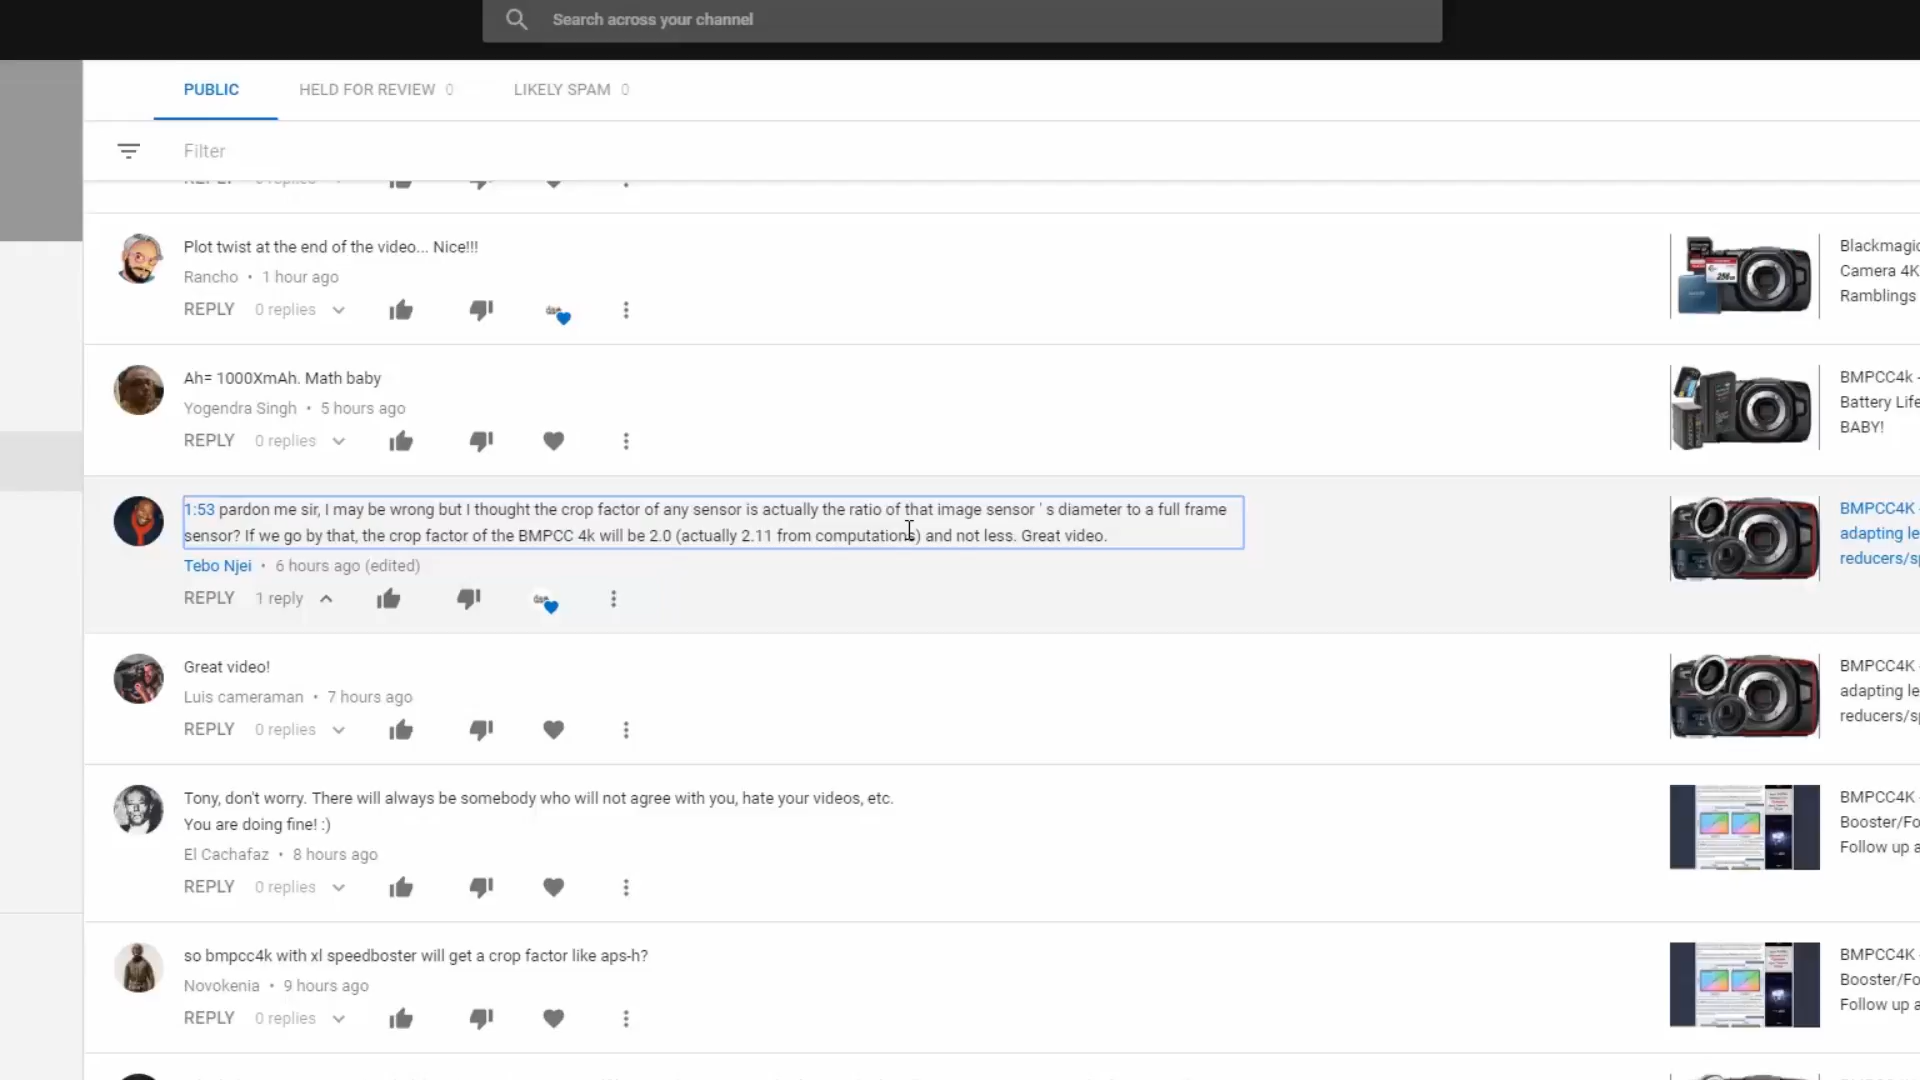 Search across your channel
PUBLIC
HELD FOR REVIEW 0
LIKELY SPAM 0
Filter
REPLY
Plot twist at the end of the video... Nice!!!
Rancho • 1 hour ago
REPLY 0 replies
Blackmagic
Camera 4K
Ramblings
Ah= 1000XmAh. Math baby
Yogendra Singh • 5 hours ago
REPLY 0 replies
BMPCC4k -
Battery Life
BABY!
1:53 pardon me sir, I may be wrong but I thought the crop factor of any sensor is actually the ratio of that image sensor ' s diameter to a full frame
sensor? If we go by that, the crop factor of the BMPCC 4k will be 2.0 (actually 2.11 from computations) and not less. Great video.
Tebo Njei • 6 hours ago (edited)
REPLY 1 reply
BMPCC4K -
adapting le
reducers/s
Great video!
Luis cameraman • 7 hours ago
REPLY 0 replies
BMPCC4K -
adapting le
reducers/s
Tony, don't worry. There will always be somebody who will not agree with you, hate your videos, etc.
You are doing fine! :)
El Cachafaz • 8 hours ago
REPLY 0 replies
BMPCC4K -
Booster/Fo
Follow up a
so bmpcc4k with xl speedboster will get a crop factor like aps-h?
Novokenia • 9 hours ago
REPLY 0 replies
BMPCC4K -
Booster/Fo
Follow up a